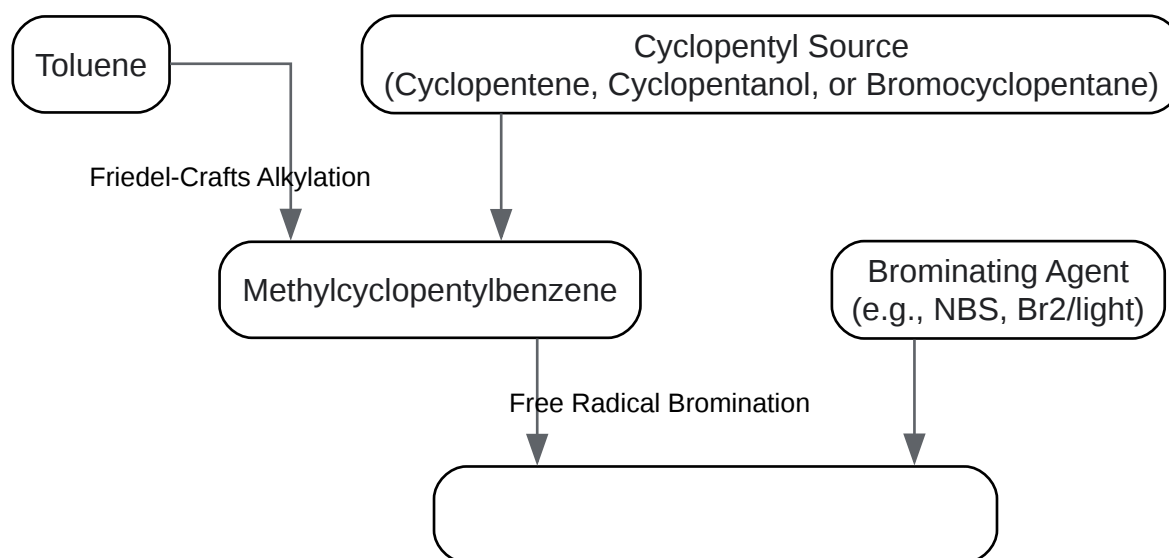 Toluene
Cyclopentyl Source
(Cyclopentene, Cyclopentanol, or Bromocyclopentane)
Friedel-Crafts Alkylation
Methylcyclopentylbenzene
Brominating Agent
(e.g., NBS, Br2/light)
Free Radical Bromination